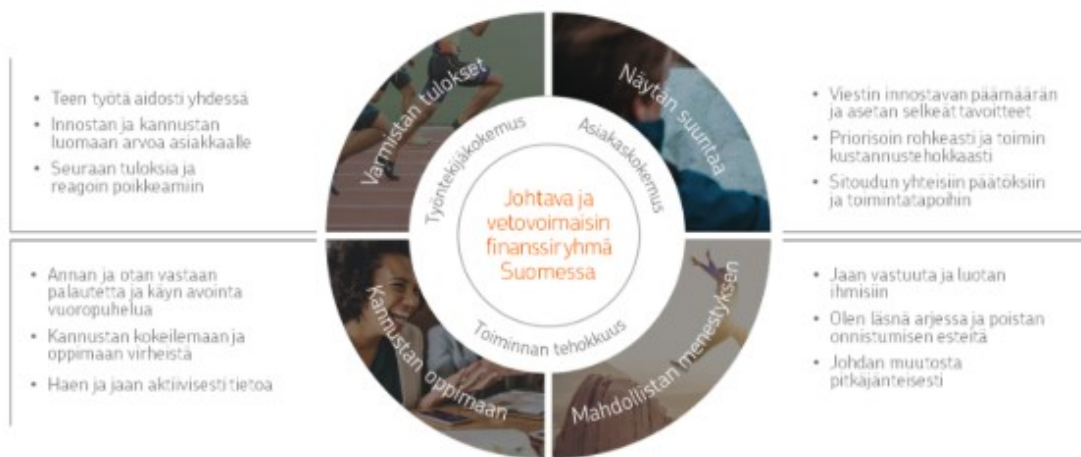 • Teen työtä aidosti yhdessä
• Innostan ja kannustan
luomaan arvoa asiakkaalle
• Seuraan tuloksia ja
reagoin poikkeamiin
• Annan ja otan vastaan
palautetta ja käyn avointa
vuoropuhelua
• Kannustan kokeilemaan ja
oppimaan virheistä
• Haen ja jaan aktiivisesti tietoa
Varmistan tulokset
Näytän suuntaa
Työntekijäkokemus
Asiakaskokemus
Johtava ja
vetovoimaisin
finanssiryhmä
Suomessa
Toiminnan tehokkuus
Kannustan oppimaan
Mahdollistan menestyksen
• Viestin innostavan päämäärän
ja asetan selkeät tavoitteet
• Priorisoin rohkeasti ja toimin
kustannustehokkaasti
• Sitoudun yhteisiin päätöksiin
ja toimintatapoihin
• Jaan vastuuta ja luotan
ihmisiin
• Olen läsnä arjessa ja poistan
onnistumisen esteitä
• Johdan muutosta
pitkäjänteisesti